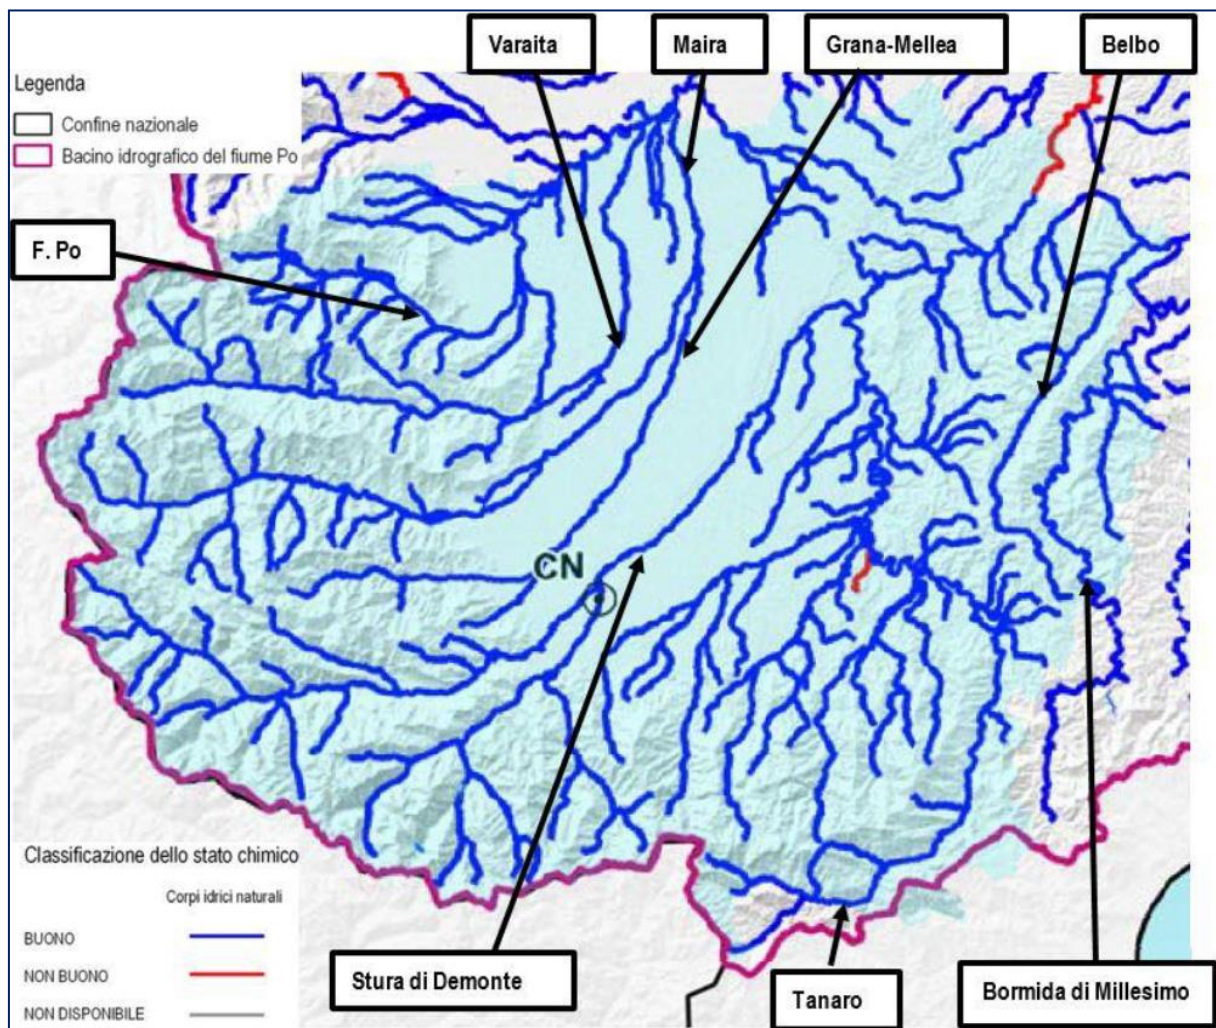 Varaita
Maira
Grana-Mellea
Belbo
Legenda
Confine nazionale
Bacino idrografico del fiume Po
F. Po
CN
Classificazione dello stato chimico
Corpi idrici naturali
BUONO
NON BUONO
NON DISPONIBILE
Stura di Demonte
Tanaro
Bormida di Millesimo